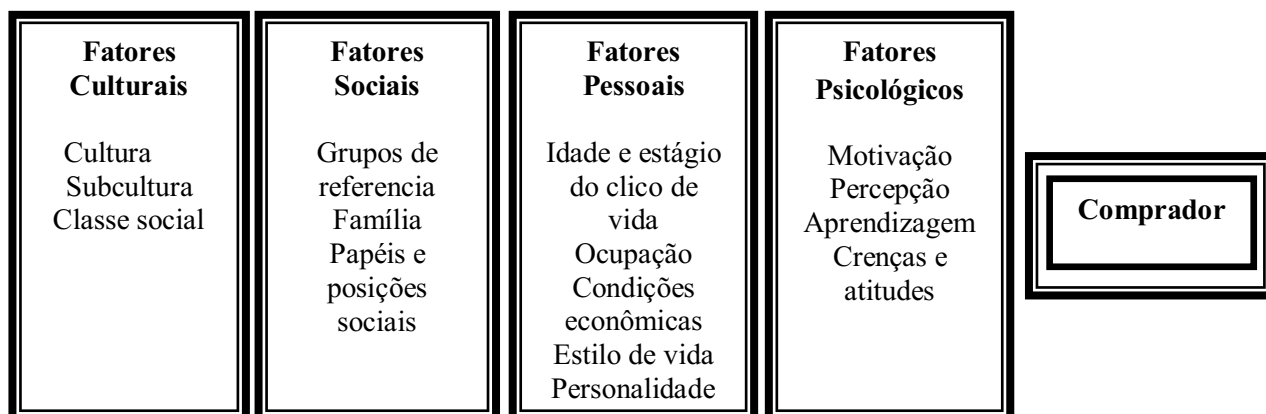 Fatores
Culturais
Cultura
Subcultura
Classe social
Fatores
Sociais
Grupos de
referencia
Família
Papéis e
posições
sociais
Fatores
Pessoais
Idade e estágio
do clico de
vida
Ocupação
Condições
econômicas
Estilo de vida
Personalidade
Fatores
Psicológicos
Motivação
Percepção
Aprendizagem
Crenças e
atitudes
Comprador